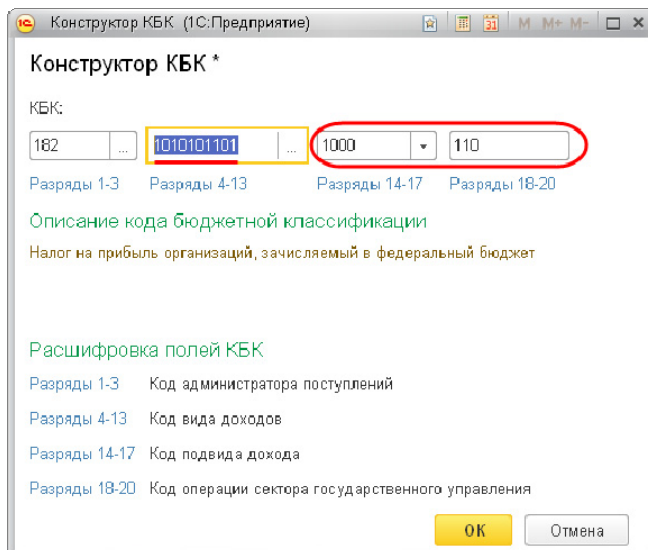 Конструктор КБК (1С:Предприятие) 31 M M+ M-
Конструктор КБК *
КБК:
182 ... 1010101101 ... 1000 110
Разряды 1-3 Разряды 4-13 Разряды 14-17 Разряды 18-20
Описание кода бюджетной классификации
Налог на прибыль организаций, зачисляемый в федеральный бюджет
Расшифровка полей КБК
Разряды 1-3 Код администратора поступлений
Разряды 4-13 Код вида доходов
Разряды 14-17 Код подвида дохода
Разряды 18-20 Код операции сектора государственного управления
ОК Отмена